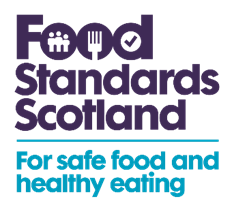 Food
Standards
Scotland
For safe food and
healthy eating